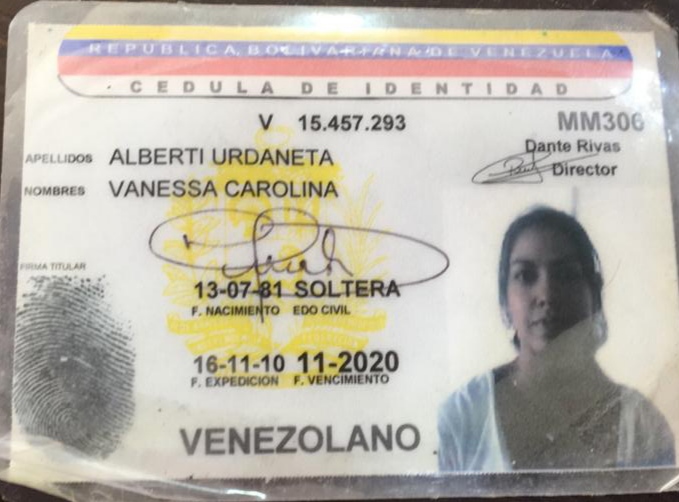 REPUBLICA BOLIVARIANA DE VENEZUELA
CEDULA DE IDENTIDAD
V 15.457.293
MM306
APELLIDOS ALBERTI URDANETA
Dante Rivas
Director
NOMBRES VANESSA CAROLINA
FIRMA TITULAR
13-07-81 SOLTERA
F. NACIMIENTO EDO CIVIL
16-11-10 11-2020
F. EXPEDICION F. VENCIMIENTO
VENEZOLANO